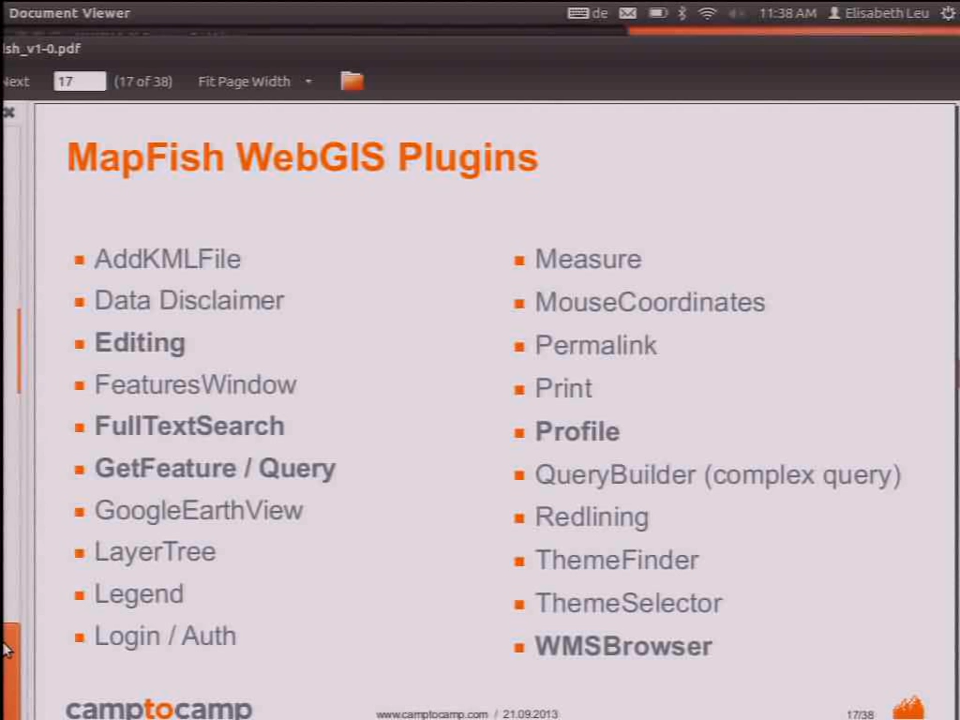 Document Viewer de 11:38 AM Elisabeth Leu
sh_v1-0.pdf
Next 17 (17 of 38) Fit Page Width
MapFish WebGIS Plugins
AddKMLFile
Data Disclaimer
Editing
FeaturesWindow
FullTextSearch
GetFeature / Query
GoogleEarthView
LayerTree
Legend
Login / Auth
Measure
MouseCoordinates
Permalink
Print
Profile
QueryBuilder (complex query)
Redlining
ThemeFinder
ThemeSelector
WMSBrowser
camptocamp www.camptocamp.com / 21.09.2013 17/38